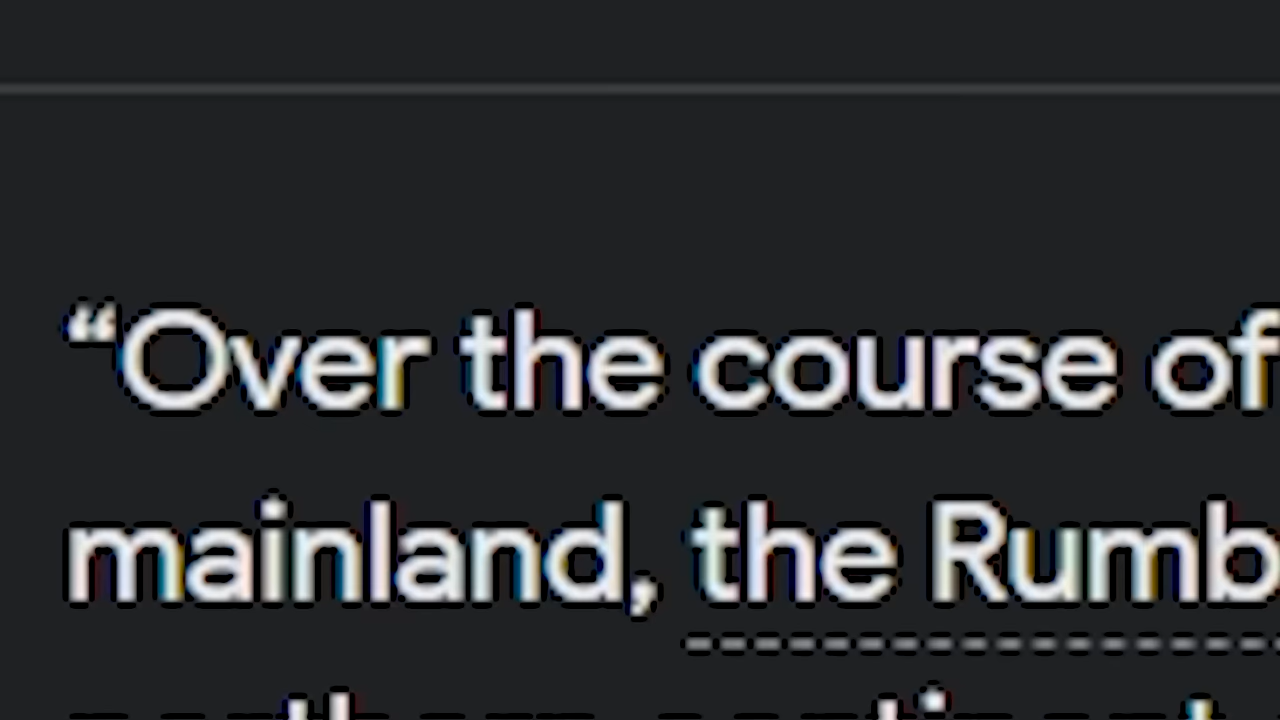 “Over the course of
mainland, the Rumb